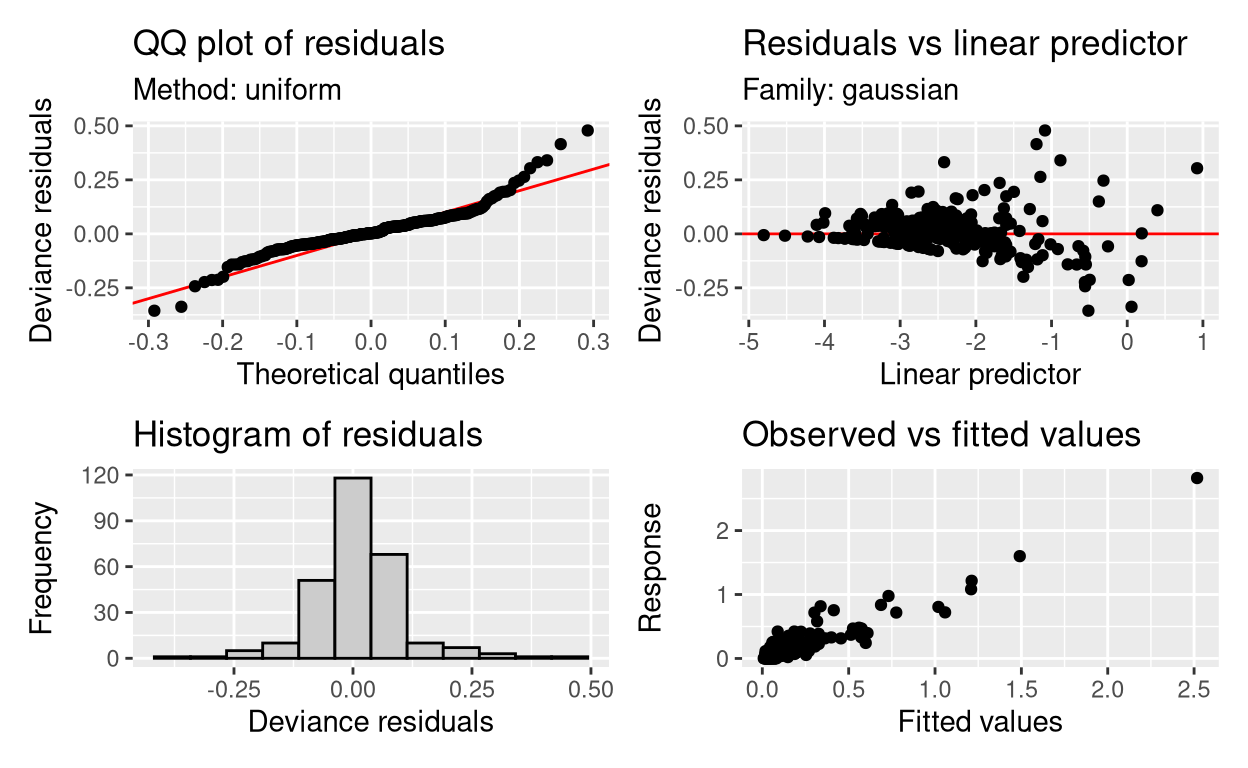 QQ plot of residuals
Method: uniform
Deviance residuals
0.50
0.25
0.00
-0.25
-0.3 -0.2 -0.1 0.0 0.1 0.2 0.3
Theoretical quantiles
Residuals vs linear predictor
Family: gaussian
Deviance residuals
0.50
0.25
0.00
-0.25
-5 -4 -3 -2 -1 0 1
Linear predictor
Histogram of residuals
Frequency
120
90
60
30
0
-0.25 0.00 0.25 0.50
Deviance residuals
Observed vs fitted values
Response
2
1
0
0.0 0.5 1.0 1.5 2.0 2.5
Fitted values